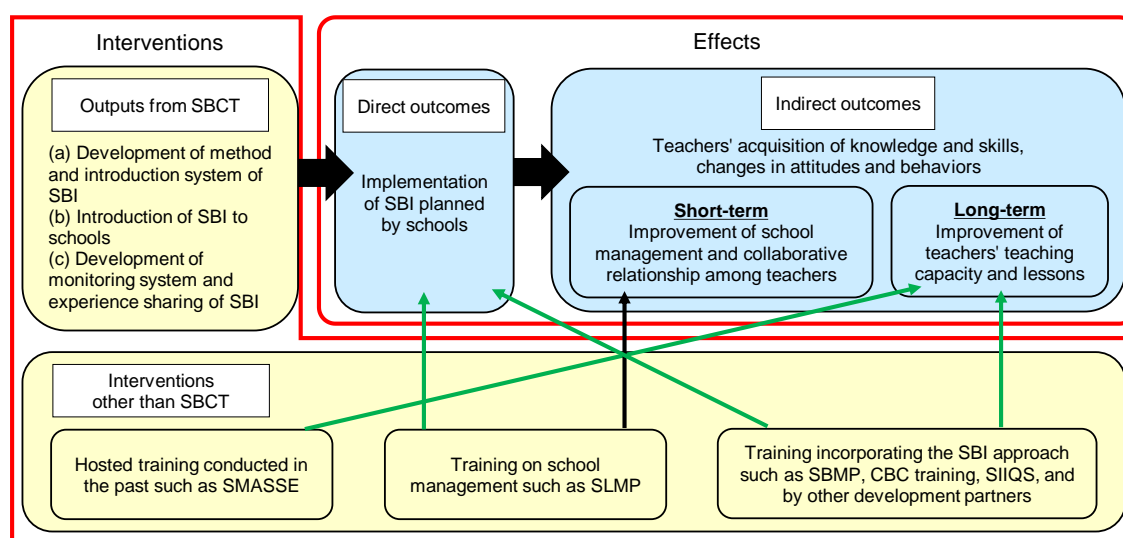 Interventions
Effects
Outputs from SBCT
(a) Development of method
and introduction system of
SBI
(b) Introduction of SBI to
schools
(c) Development of
monitoring system and
experience sharing of SBI
Direct outcomes
Implementation
of SBI planned
by schools
Indirect outcomes
Teachers' acquisition of knowledge and skills,
changes in attitudes and behaviors
Short-term
Improvement of school
management and collaborative
relationship among teachers
Long-term
Improvement of
teachers' teaching
capacity and lessons
Interventions
other than SBCT
Hosted training conducted in
the past such as SMASSE
Training on school
management such as SLMP
Training incorporating the SBI approach
such as SBMP, CBC training, SIIQS, and
by other development partners